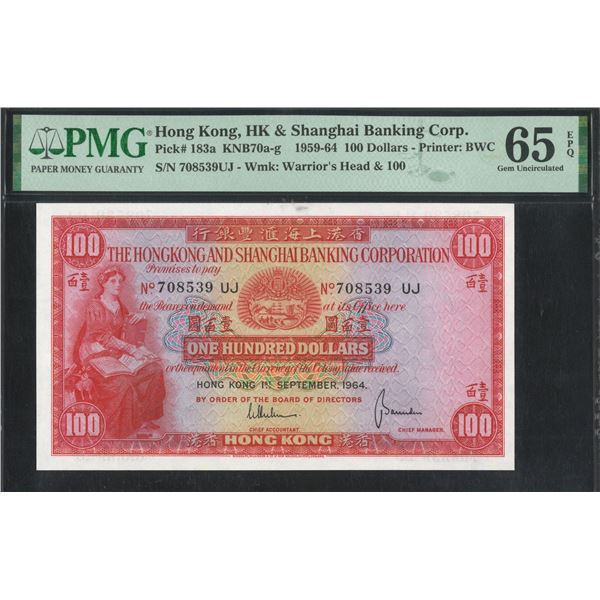 PMG
PAPER MONEY GUARANTY
Hong Kong, HK & Shanghai Banking Corp.
Pick# 183a KNB70a-g 1959-64 100 Dollars - Printer: BWC
S/N 708539UJ - Wmk: Warrior's Head & 100
65 EPQ
Gem Uncirculated
行銀豐滙海上港香
100 100
THE HONGKONG AND SHANGHAI BANKING CORPORATION
Promises to pay
百壹 百壹
Nº 708539 UJ Nº 708539 UJ
the Bearer on demand at its Office here
圓百壹 圓百壹
ONE HUNDRED DOLLARS
or the equivalent in the Currency of the Colony value received.
HONG KONG 1ST SEPTEMBER, 1964.
壹百
BY ORDER OF THE BOARD OF DIRECTORS
CHIEF ACCOUNTANT. CHIEF MANAGER.
100 港 HONG KONG 香 100